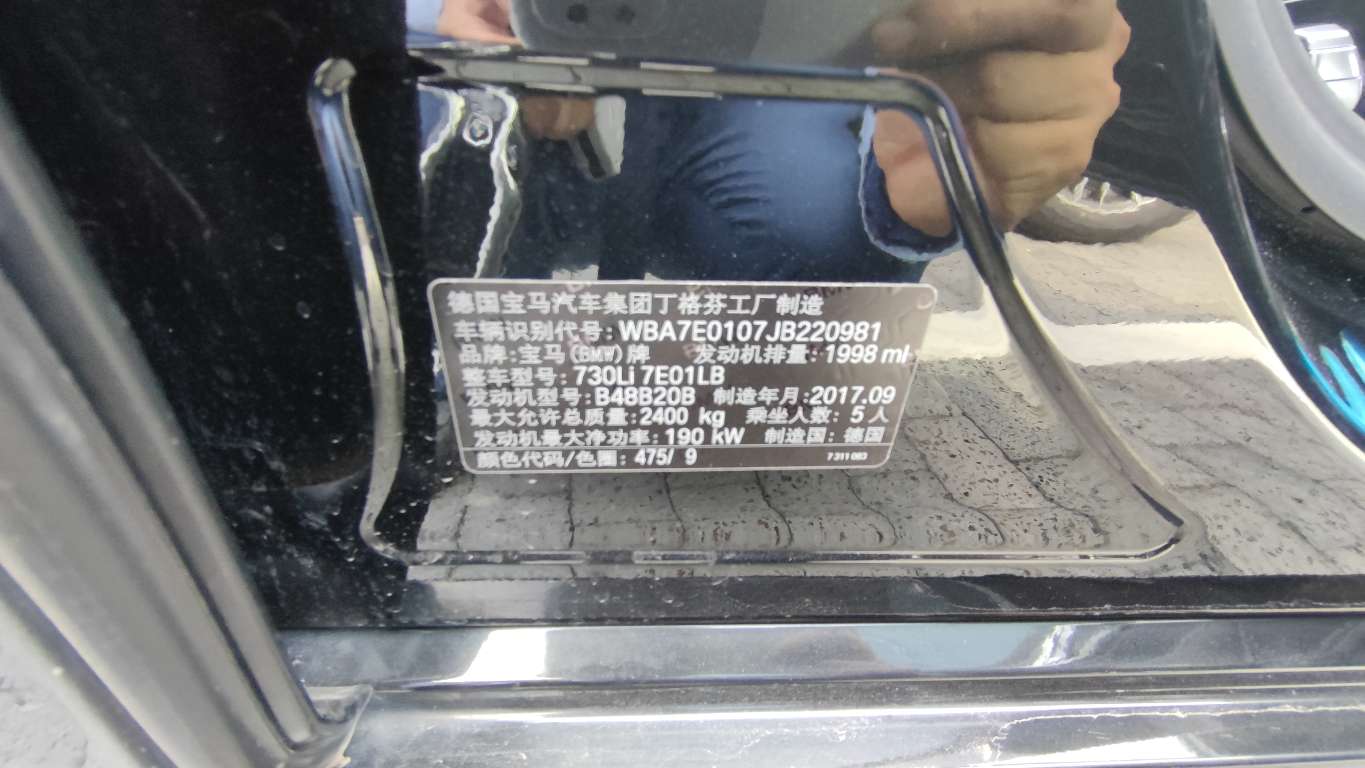 德国宝马汽车集团丁格芬工厂制造
车辆识别代号: WBA7E0107JB220981
品牌: 宝马(BMW)牌 发动机排量: 1998 ml
整车型号: 730Li 7E01LB
发动机型号: B48B20B 制造年月: 2017.09
最大允许总质量: 2400 kg 乘坐人数: 5 人
发动机最大净功率: 190 kW 制造国: 德国
颜色代码/色圈: 475/ 9 7 311 083